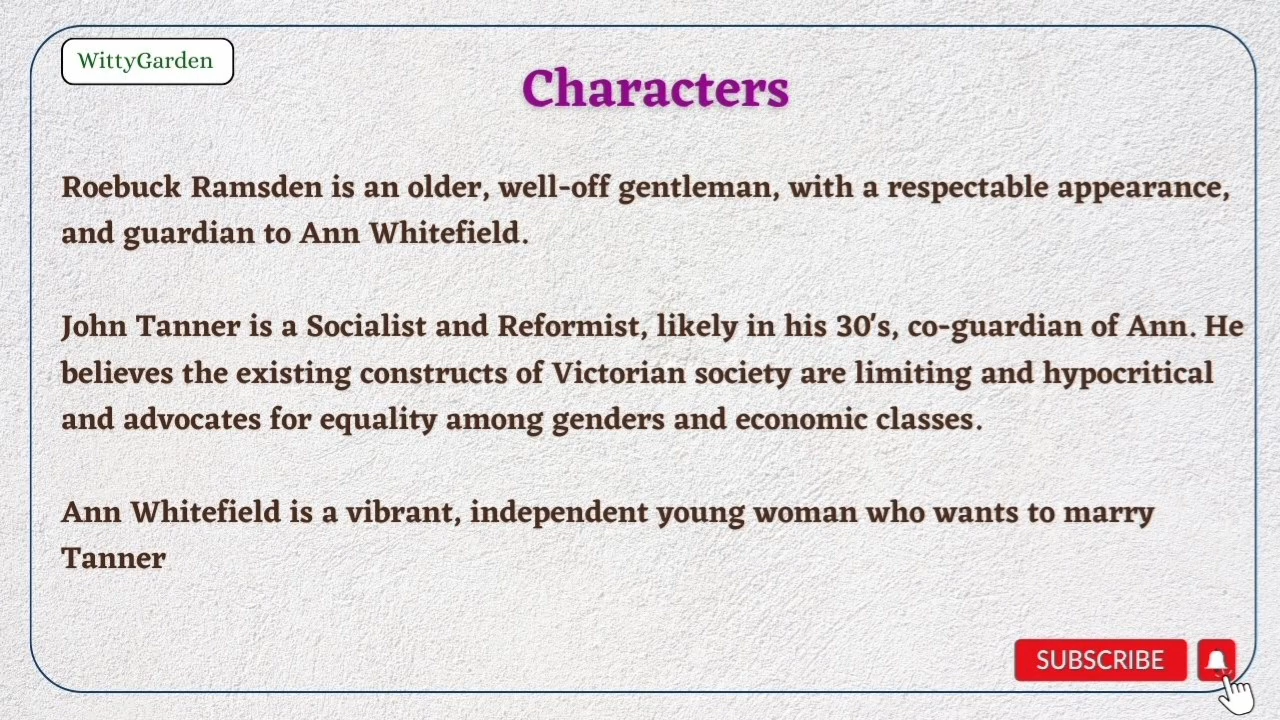 WittyGarden
Characters
Roebuck Ramsden is an older, well-off gentleman, with a respectable appearance,
and guardian to Ann Whitefield.
John Tanner is a Socialist and Reformist, likely in his 30's, co-guardian of Ann. He
believes the existing constructs of Victorian society are limiting and hypocritical
and advocates for equality among genders and economic classes.
Ann Whitefield is a vibrant, independent young woman who wants to marry
Tanner
SUBSCRIBE